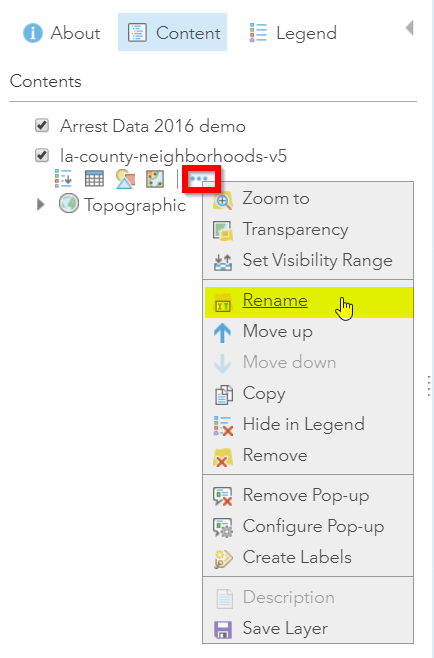 About Content Legend
Contents
Arrest Data 2016 demo
la-county-neighborhoods-v5
Topographic
Zoom to
Transparency
Set Visibility Range
Rename
Move up
Move down
Copy
Hide in Legend
Remove
Remove Pop-up
Configure Pop-up
Create Labels
Description
Save Layer